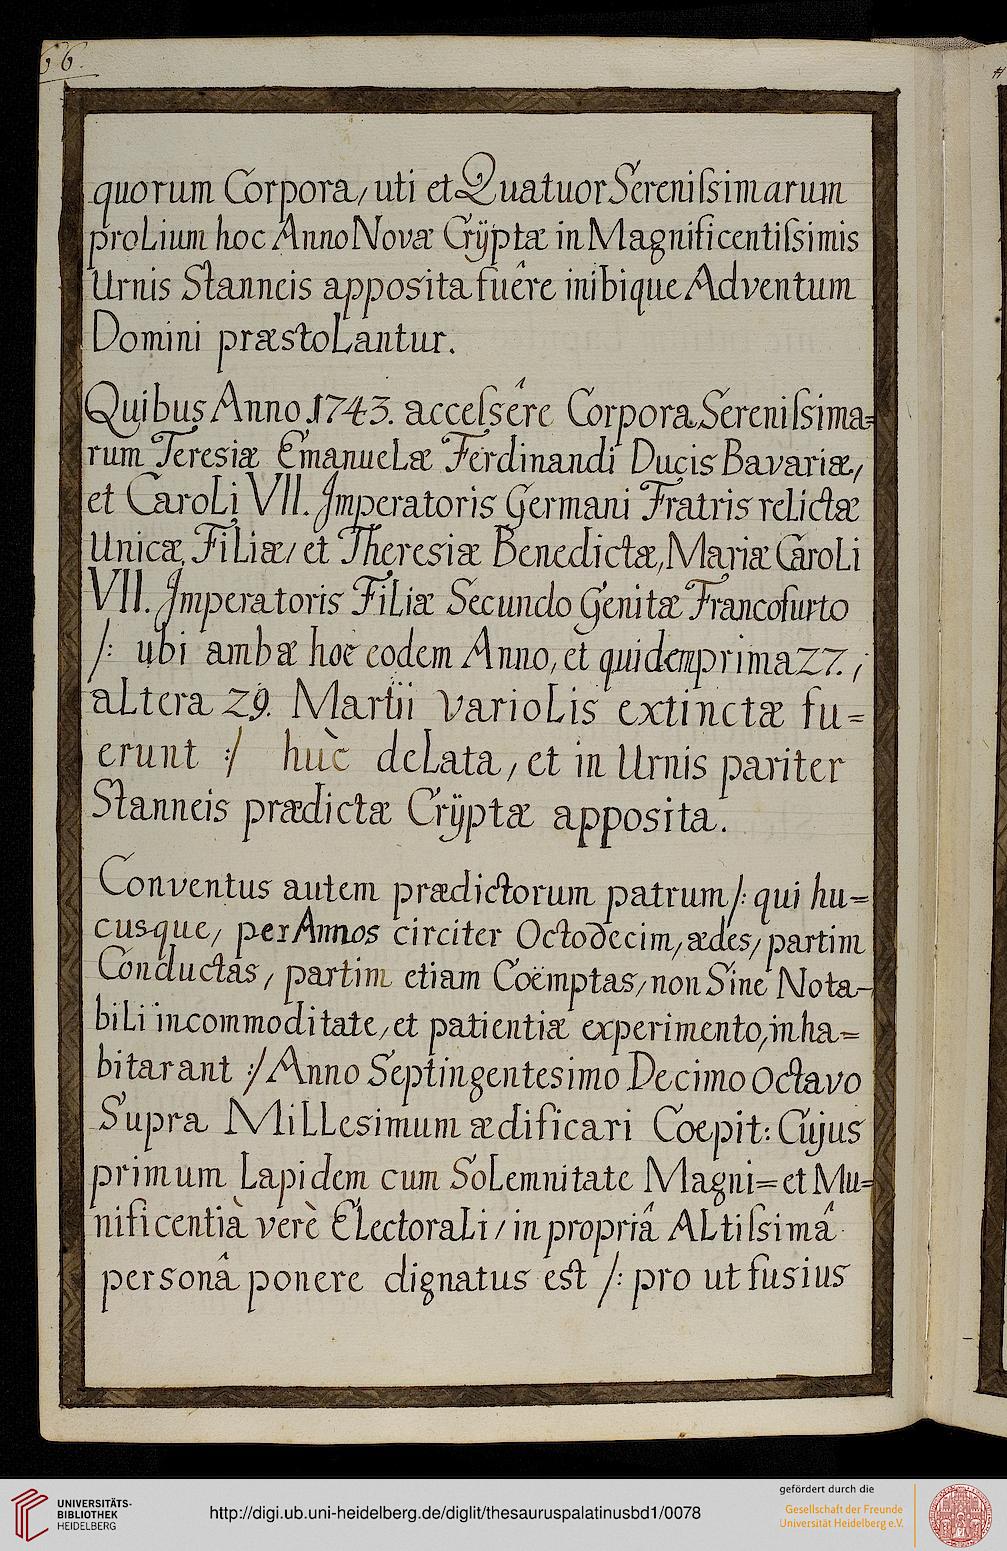 66.
quorum Corpora, uti et Quatuor Sereniſsimarum
proLium hoc Anno Novæ Crÿptæ in Magnificentiſsimis
Urnis Stanneis apposita fuêre inibique Adventum
Domini præstoLantur.
Quibus Anno 1743. acceſsêre Corpora Sereniſsima=
rum Teresiæ EmanueLæ Ferdinandi Ducis Bavariæ,
et CaroLi VII. Imperatoris Germani Fratris reLictæ
Unicæ FiLiæ, et Theresiæ Benedictæ, Mariæ CaroLi
VII. Imperatoris FiLiæ Secundo Genitæ Francofurto
/: ubi ambæ hoc eodem Anno, et quidem prima 27.,
aLtera 29. Martii varioLis extinctæ fu=
erunt :/ hùc deLata, et in Urnis pariter
Stanneis prædictæ Crÿptæ apposita.
Conventus autem prædictorum patrum /: qui hu=
cusque, per Annos circiter Octodecim, ædes, partim
Conductas, partim etiam Coëmptas, non Sine Nota-
biLi incommoditate, et patientiæ experimento, inha=
bitarant :/ Anno Septingentesimo Decimo Octavo
Supra MiLLesimum ædificari Coepit: Cujus
primum Lapidem cum SoLemnitate Magni= et Mu=
nificentià verè ELectoraLi, in propriâ ALtiſsimâ
personâ ponere dignatus est /: pro ut fusius
UNIVERSITÄTS-
BIBLIOTHEK
HEIDELBERG
http://digi.ub.uni-heidelberg.de/diglit/thesauruspalatinusbd1/0078
gefördert durch die
Gesellschaft der Freunde
Universität Heidelberg e.V.